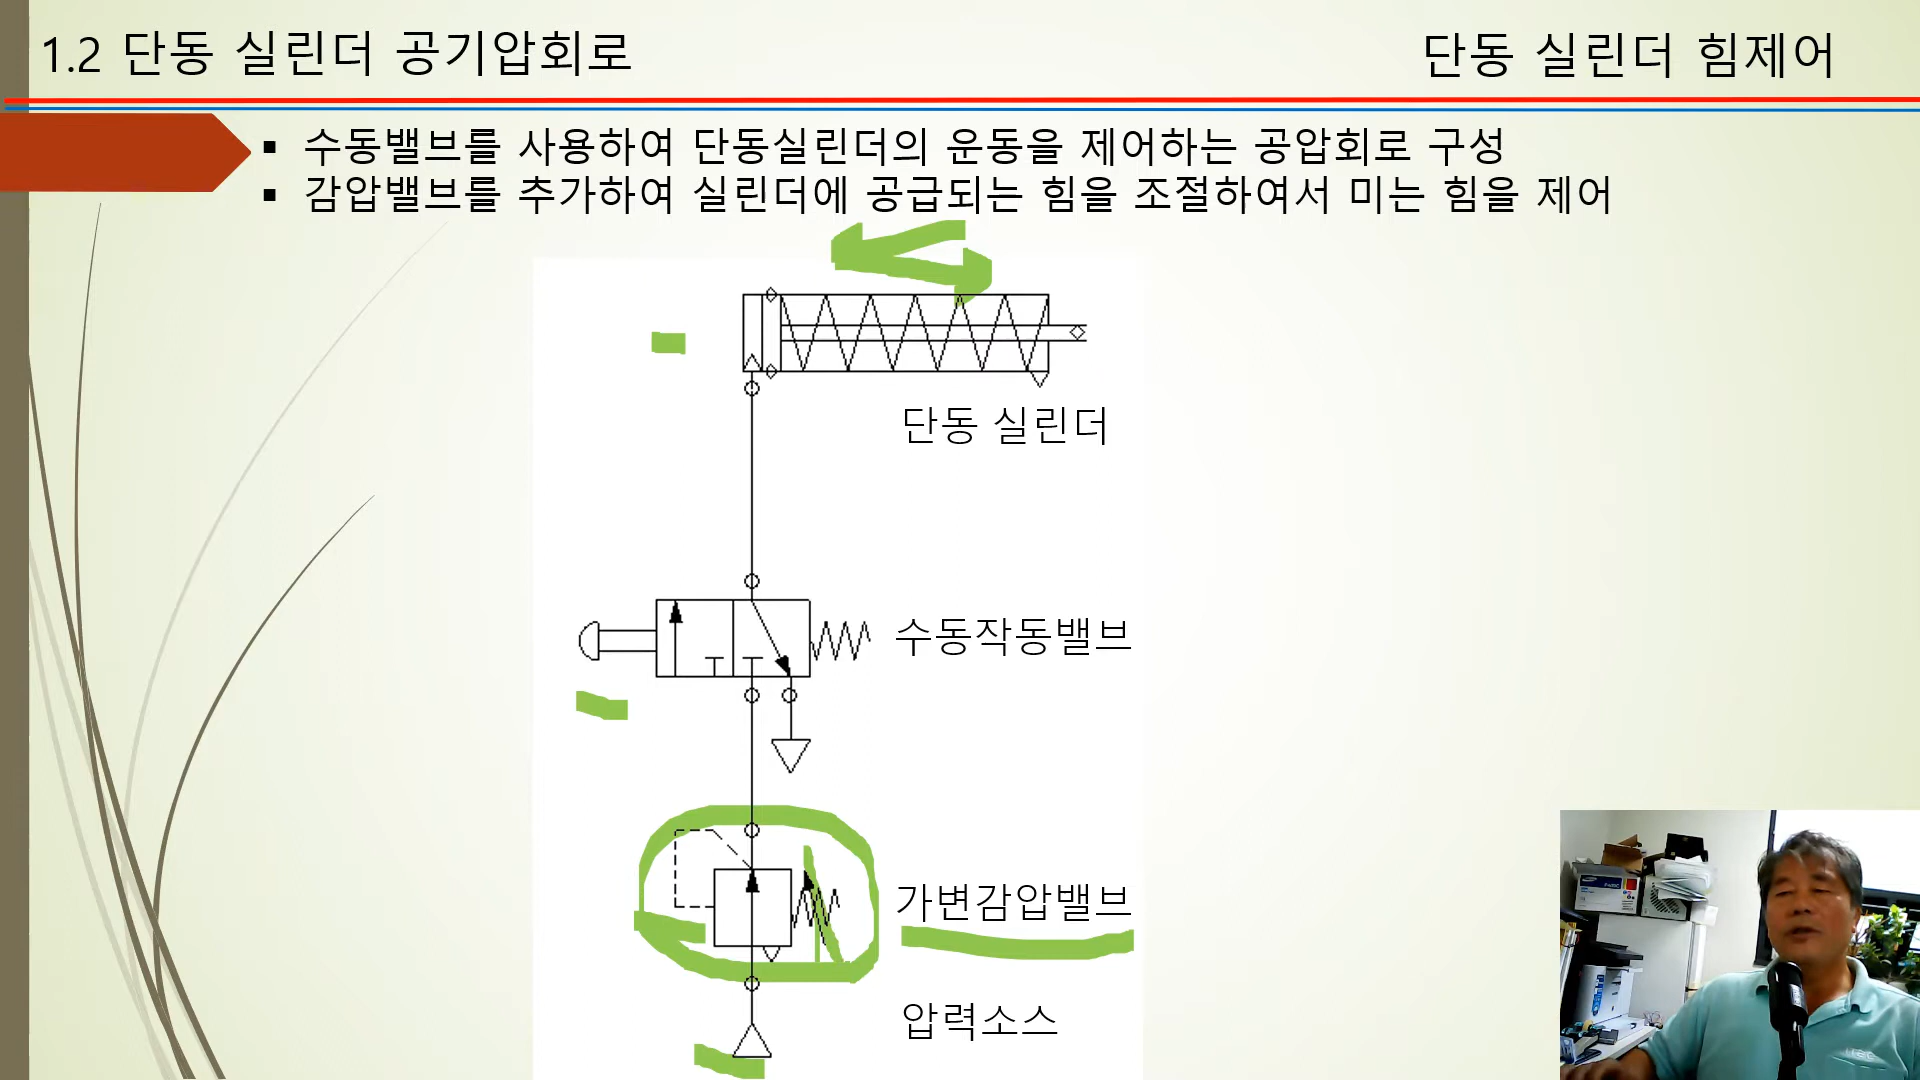 1.2 단동 실린더 공기압회로
단동 실린더 힘제어
▪ 수동밸브를 사용하여 단동실린더의 운동을 제어하는 공압회로 구성
▪ 감압밸브를 추가하여 실린더에 공급되는 힘을 조절하여서 미는 힘을 제어
단동 실린더
수동작동밸브
가변감압밸브
압력소스